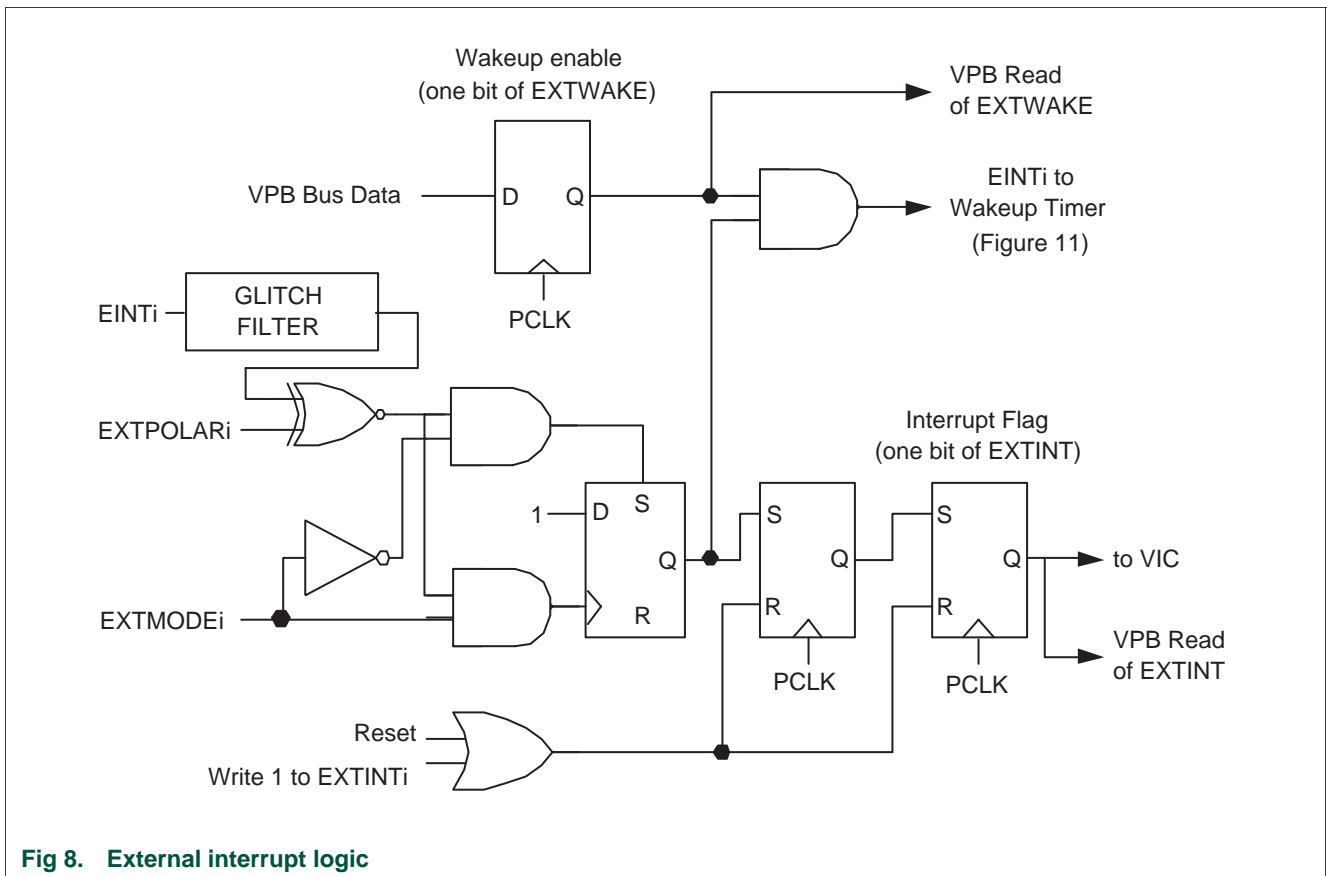 Wakeup enable
(one bit of EXTWAKE)
VPB Read
of EXTWAKE
VPB Bus Data
D
Q
EINTi to
Wakeup Timer
(Figure 11)
PCLK
EINTi
GLITCH
FILTER
EXTPOLARi
Interrupt Flag
(one bit of EXTINT)
1
D
S
Q
R
S
Q
R
PCLK
S
Q
R
PCLK
to VIC
VPB Read
of EXTINT
EXTMODEi
Reset
Write 1 to EXTINTi
Fig 8. External interrupt logic